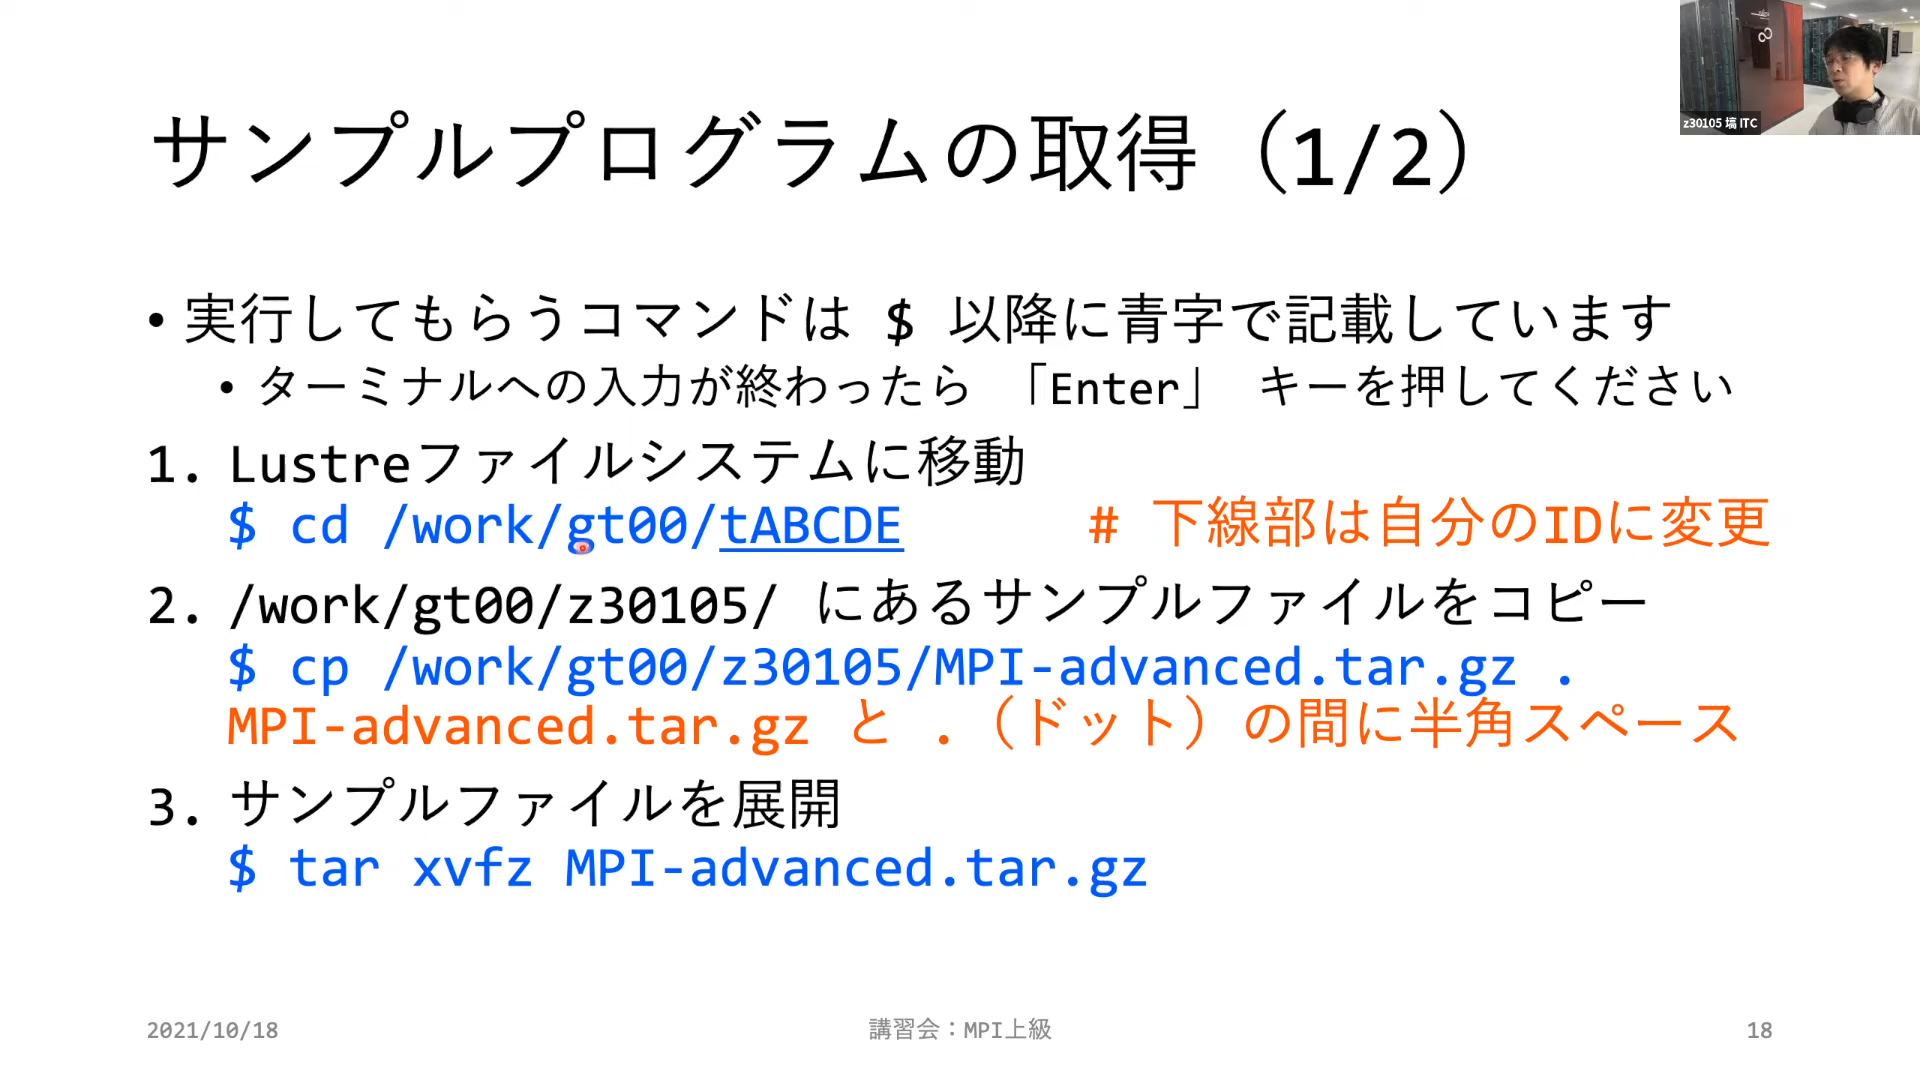 z30105 塙 ITC
サンプルプログラムの取得（1/2）
• 実行してもらうコマンドは $ 以降に青字で記載しています
• ターミナルへの入力が終わったら 「Enter」 キーを押してください
1. Lustreファイルシステムに移動
$ cd /work/gt00/tABCDE # 下線部は自分のIDに変更
2. /work/gt00/z30105/ にあるサンプルファイルをコピー
$ cp /work/gt00/z30105/MPI-advanced.tar.gz .
MPI-advanced.tar.gz と .（ドット）の間に半角スペース
3. サンプルファイルを展開
$ tar xvfz MPI-advanced.tar.gz
2021/10/18 講習会：MPI上級 18